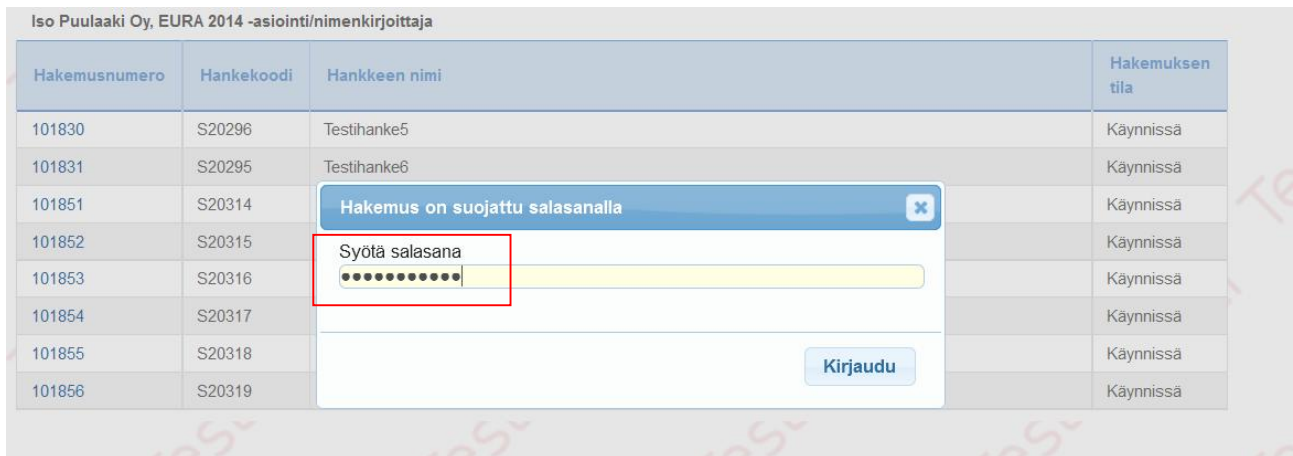 Iso Puulaaki Oy, EURA 2014 -asiointi/nimenkirjoittaja
Hakemusnumero Hankekoodi Hankkeen nimi Hakemuksen tila
101830 S20296 Testihanke5 Käynnissä
101831 S20295 Testihanke6 Käynnissä
101851 S20314 Käynnissä
Hakemus on suojattu salasanalla
101852 S20315 Käynnissä
Syötä salasana
101853 S20316 Käynnissä
101854 S20317 Käynnissä
101855 S20318 Käynnissä
Kirjaudu
101856 S20319 Käynnissä